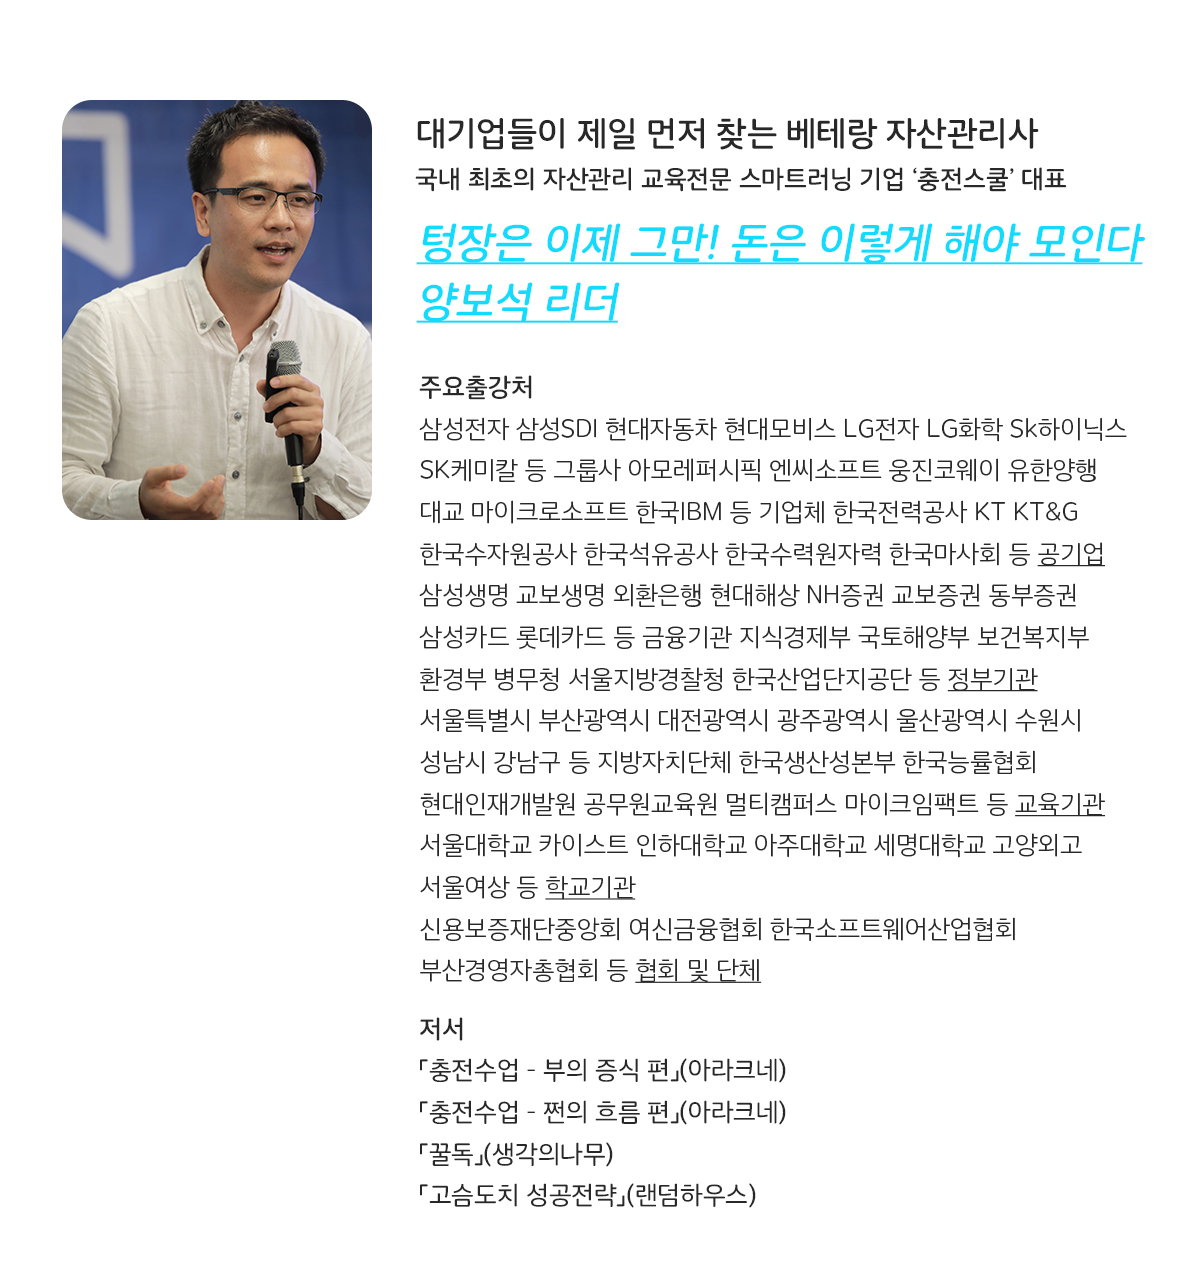 대기업들이 제일 먼저 찾는 베테랑 자산관리사
국내 최초의 자산관리 교육전문 스마트러닝 기업 ‘충전스쿨’ 대표
텅장은 이제 그만! 돈은 이렇게 해야 모인다
양보석 리더
주요출강처
삼성전자 삼성SDI 현대자동차 현대모비스 LG전자 LG화학 Sk하이닉스
SK케미칼 등 그룹사 아모레퍼시픽 엔씨소프트 웅진코웨이 유한양행
대교 마이크로소프트 한국IBM 등 기업체 한국전력공사 KT KT&G
한국수자원공사 한국석유공사 한국수력원자력 한국마사회 등 공기업
삼성생명 교보생명 외환은행 현대해상 NH증권 교보증권 동부증권
삼성카드 롯데카드 등 금융기관 지식경제부 국토해양부 보건복지부
환경부 병무청 서울지방경찰청 한국산업단지공단 등 정부기관
서울특별시 부산광역시 대전광역시 광주광역시 울산광역시 수원시
성남시 강남구 등 지방자치단체 한국생산성본부 한국능률협회
현대인재개발원 공무원교육원 멀티캠퍼스 마이크임팩트 등 교육기관
서울대학교 카이스트 인하대학교 아주대학교 세명대학교 고양외고
서울여상 등 학교기관
신용보증재단중앙회 여신금융협회 한국소프트웨어산업협회
부산경영자총협회 등 협회 및 단체
저서
「충전수업 - 부의 증식 편」(아라크네)
「충전수업 - 쩐의 흐름 편」(아라크네)
「꿀독」(생각의나무)
「고슴도치 성공전략」(랜덤하우스)